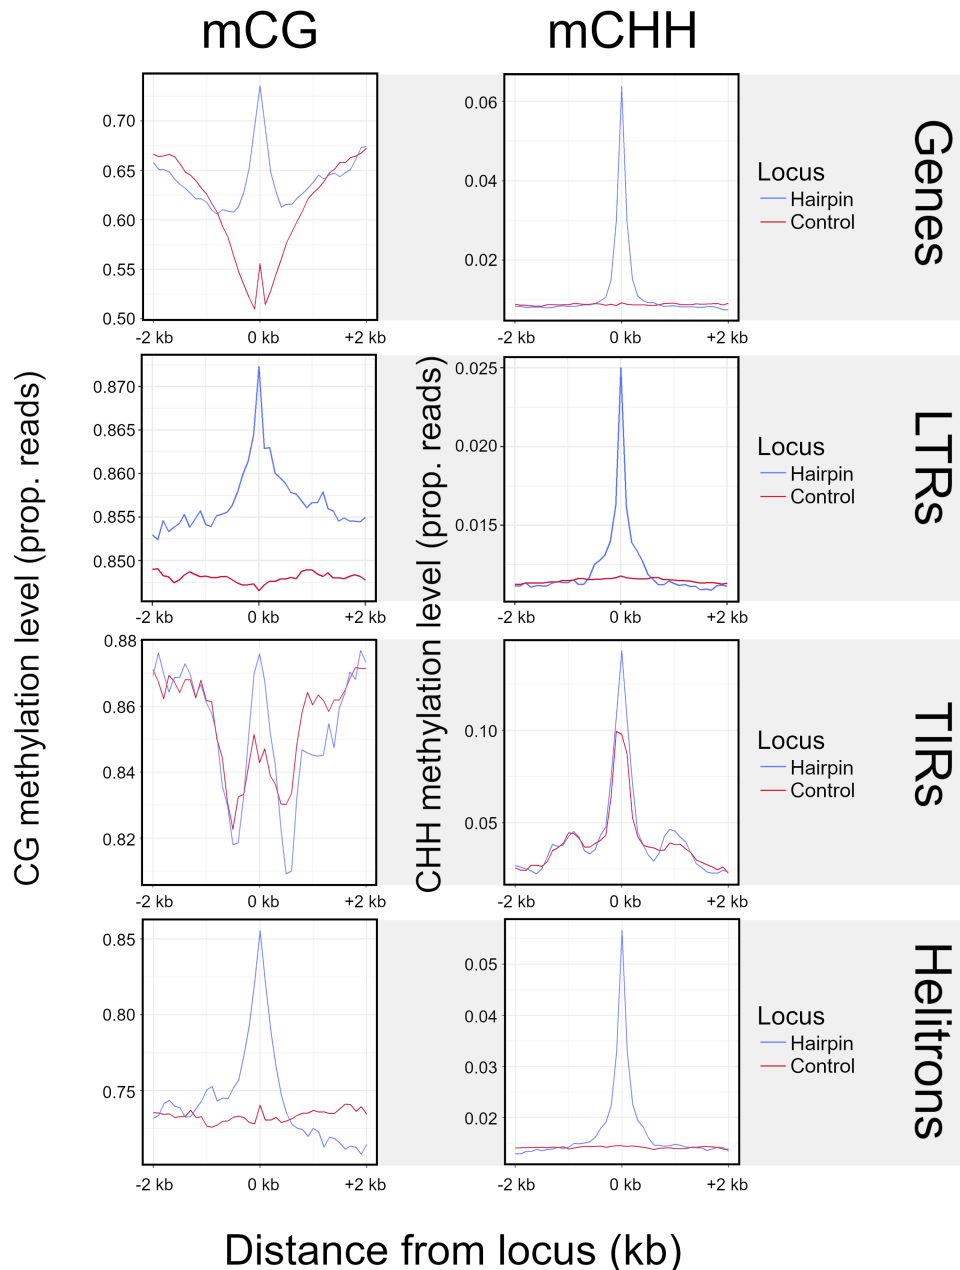 mCG
mCHH
0.70
0.65
0.60
0.55
0.50
-2 kb
0 kb
+2 kb
0.06
0.04
0.02
-2 kb
0 kb
+2 kb
Locus
Hairpin
Control
Genes
CG methylation level (prop. reads)
0.870
0.865
0.860
0.855
0.850
-2 kb
0 kb
+2 kb
CHH methylation level (prop. reads)
0.025
0.020
0.015
-2 kb
0 kb
+2 kb
Locus
Hairpin
Control
LTRs
0.88
0.86
0.84
0.82
-2 kb
0 kb
+2 kb
0.10
0.05
-2 kb
0 kb
+2 kb
Locus
Hairpin
Control
TIRs
0.85
0.80
0.75
-2 kb
0 kb
+2 kb
0.05
0.04
0.03
0.02
-2 kb
0 kb
+2 kb
Locus
Hairpin
Control
Helitrons
Distance from locus (kb)